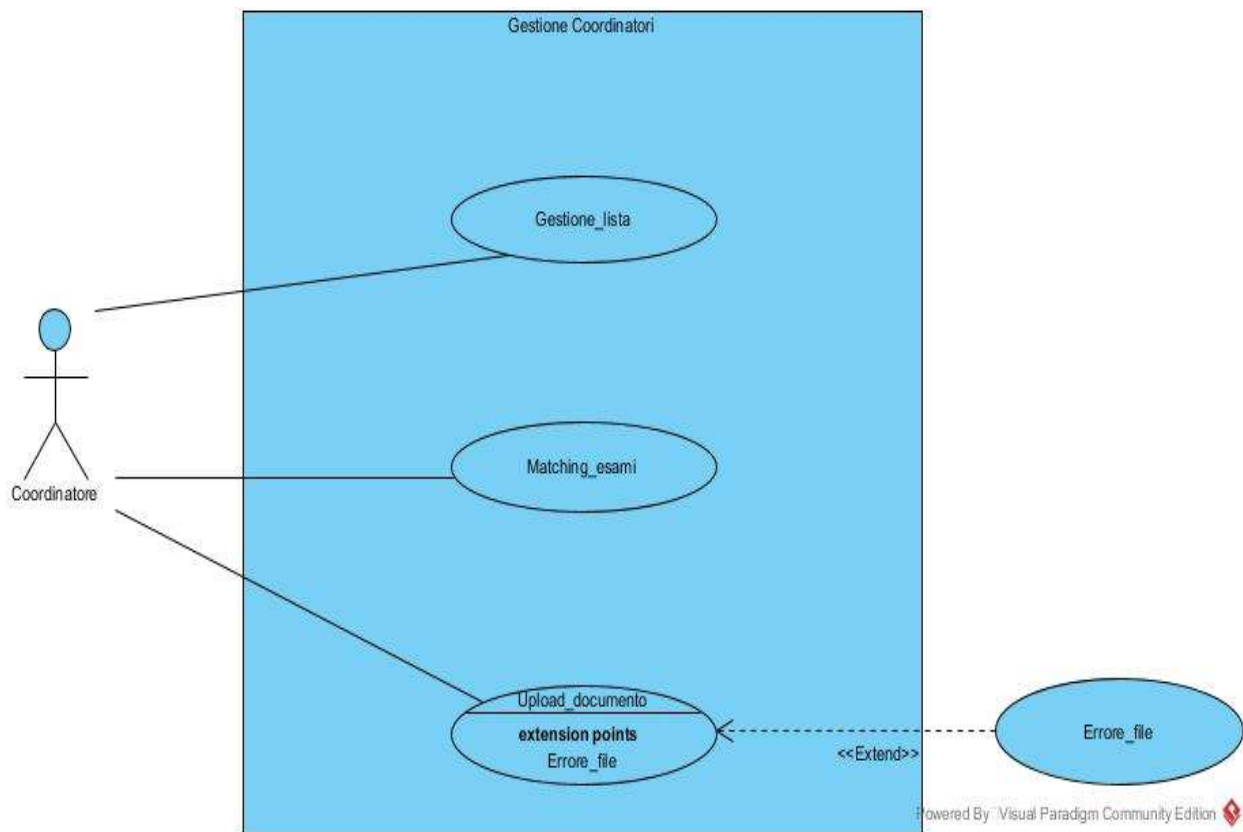 Gestione Coordinatori
Gestione_lista
Coordinatore
Matching_esami
Upload_documento
extension points
Errore_file
<<Extend>>
Errore_file
Powered By Visual Paradigm Community Edition